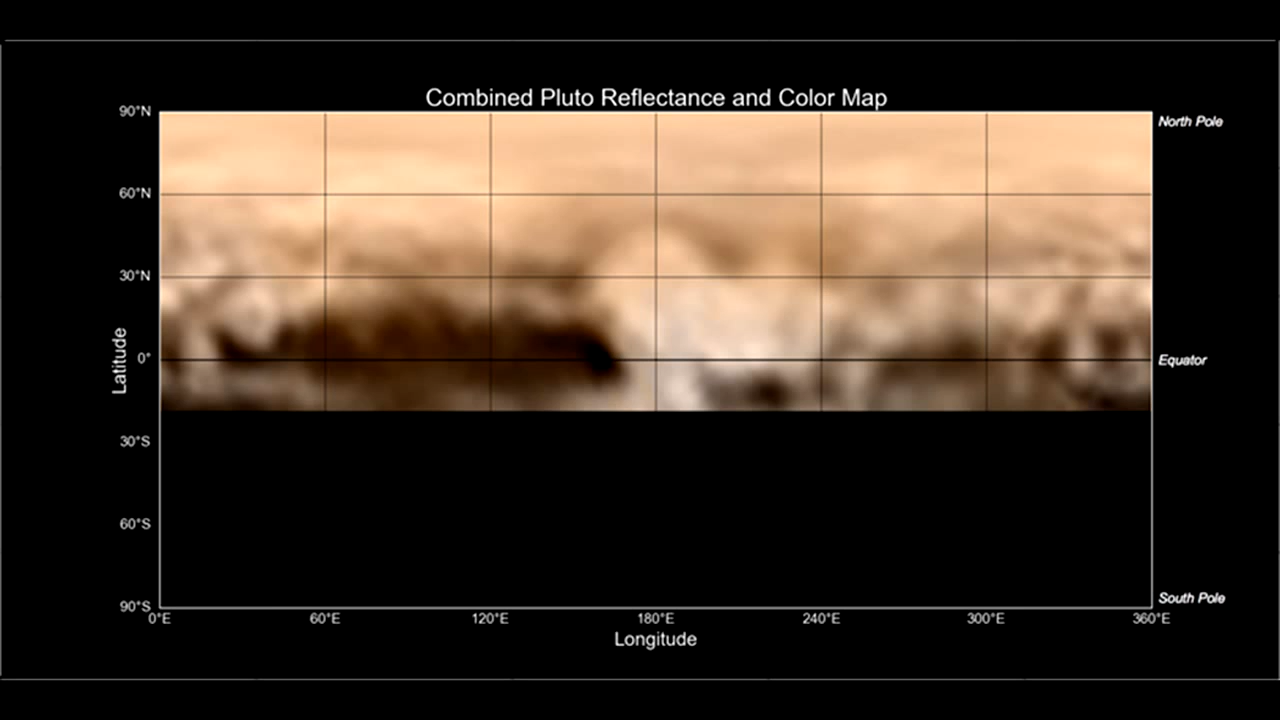 Combined Pluto Reflectance and Color Map
90°N
North Pole
60°N
30°N
Latitude
0°
Equator
30°S
60°S
90°S
South Pole
0°E
60°E
120°E
180°E
240°E
300°E
360°E
Longitude